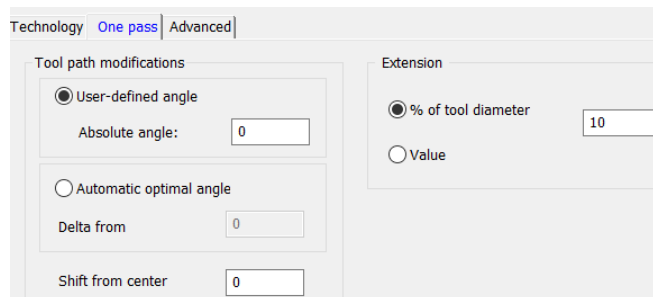 Technology One pass Advanced
Tool path modifications
User-defined angle
Absolute angle: 0
Automatic optimal angle
Delta from 0
Shift from center 0
Extension
% of tool diameter 10
Value